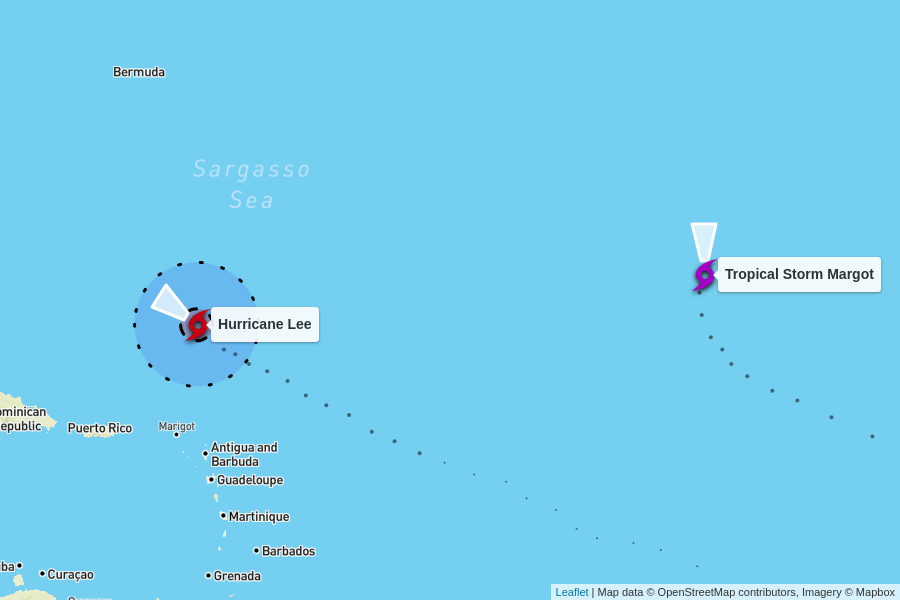 Bermuda
Sargasso
Sea
Tropical Storm Margot
Hurricane Lee
ominican
epublic
Puerto Rico
Marigot
Antigua and
Barbuda
Guadeloupe
Martinique
Barbados
ba
Curaçao
Grenada
Leaflet | Map data © OpenStreetMap contributors, Imagery © Mapbox